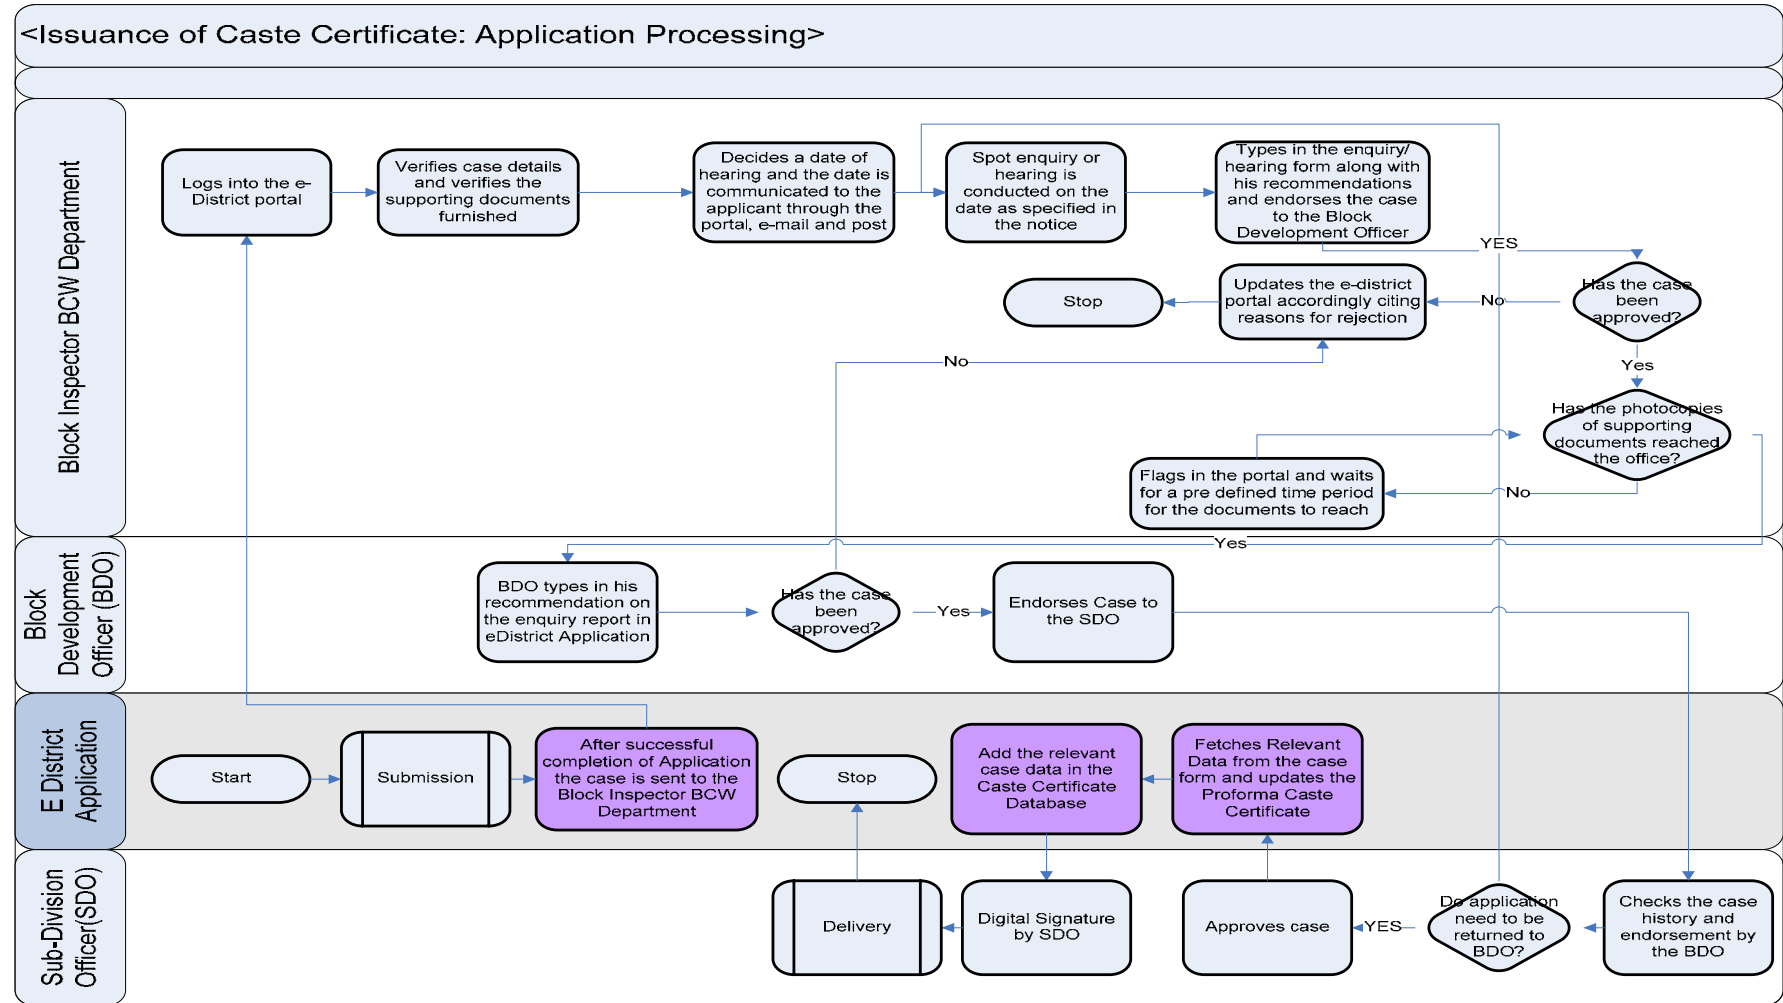 <Issuance of Caste Certificate: Application Processing>
Block Inspector BCW Department
Logs into the e-
District portal
Verifies case details
and verifies the
supporting documents
furnished
Decides a date of
hearing and the date is
communicated to the
applicant through the
portal, e-mail and post
Spot enquiry or
hearing is
conducted on the
date as specified in
the notice
Types in the enquiry/
hearing form along with
his recommendations
and endorses the case
to the Block
Development Officer
YES
Has the case
been
approved?
No
Updates the e-district
portal accordingly citing
reasons for rejection
Stop
No
Yes
Has the photocopies
of supporting
documents reached
the office?
No
Flags in the portal and waits
for a pre defined time period
for the documents to reach
Yes
Block
Development
Officer (BDO)
BDO types in his
recommendation on
the enquiry report in
eDistrict Application
Has the case
been
approved?
Yes
Endorses Case to
the SDO
E District
Application
Start
Submission
After successful
completion of Application
the case is sent to the
Block Inspector BCW
Department
Stop
Add the relevant
case data in the
Caste Certificate
Database
Fetches Relevant
Data from the case
form and updates the
Proforma Caste
Certificate
Sub-Division
Officer(SDO)
Delivery
Digital Signature
by SDO
Approves case
YES
Do application
need to be
returned to
BDO?
Checks the case
history and
endorsement by
the BDO